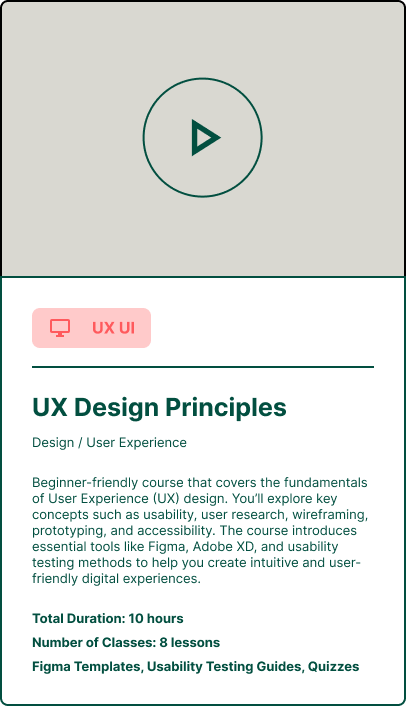 UX UI
UX Design Principles
Design / User Experience
Beginner-friendly course that covers the fundamentals
of User Experience (UX) design. You’ll explore key
concepts such as usability, user research, wireframing,
prototyping, and accessibility. The course introduces
essential tools like Figma, Adobe XD, and usability
testing methods to help you create intuitive and user-
friendly digital experiences.
Total Duration: 10 hours
Number of Classes: 8 lessons
Figma Templates, Usability Testing Guides, Quizzes